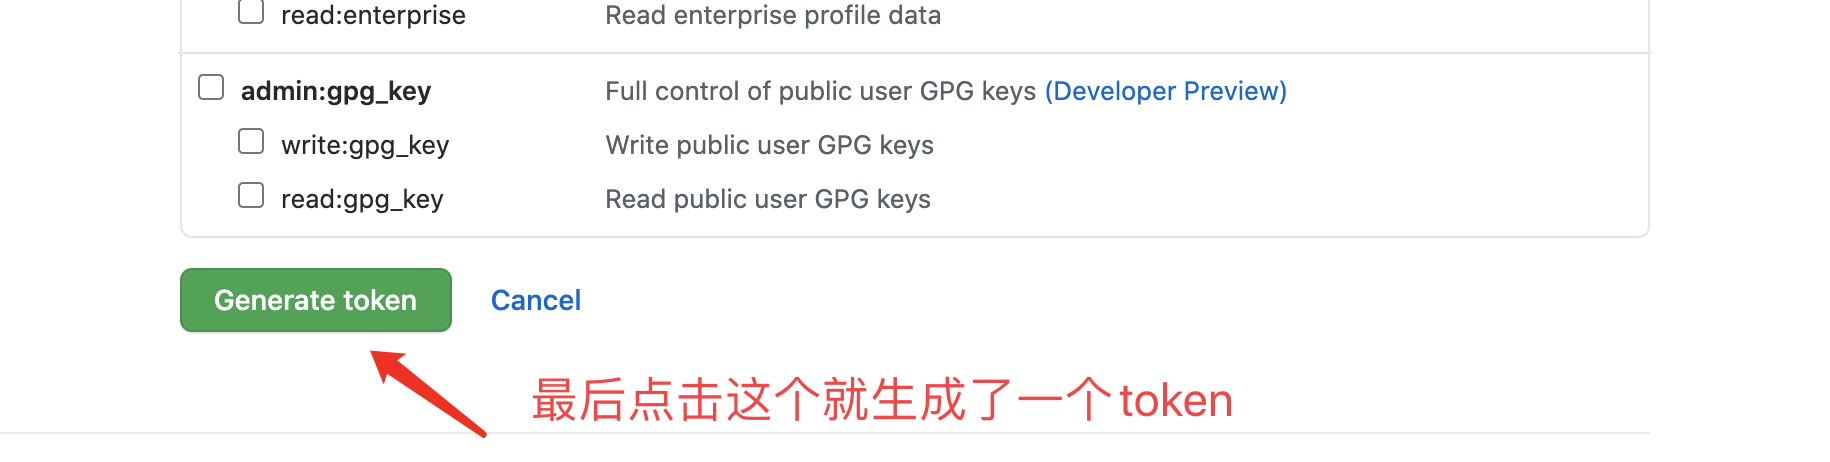 read:enterprise Read enterprise profile data
admin:gpg_key Full control of public user GPG keys (Developer Preview)
write:gpg_key Write public user GPG keys
read:gpg_key Read public user GPG keys
Generate token Cancel
最后点击这个就生成了一个token